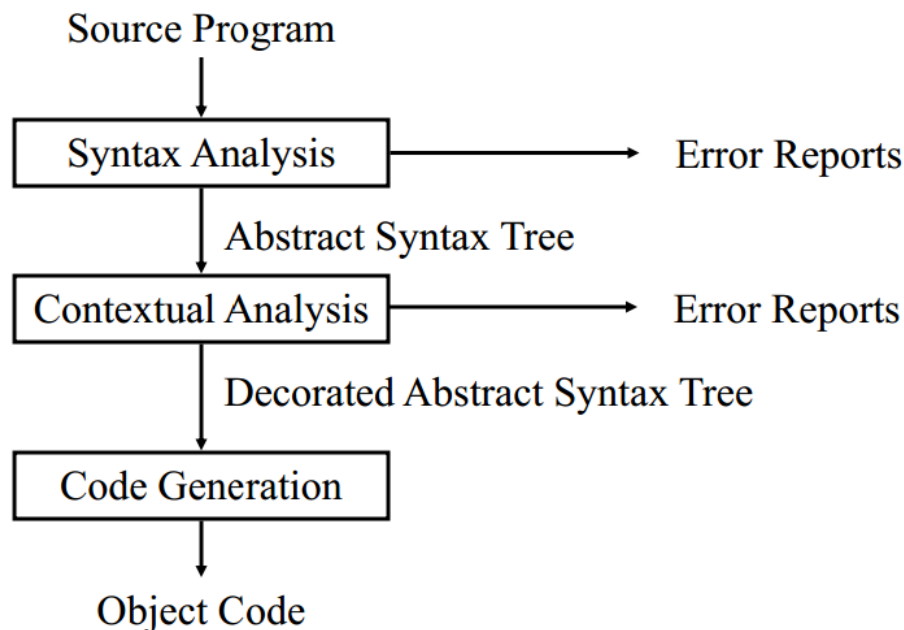 Source Program
Syntax Analysis
Error Reports
Abstract Syntax Tree
Contextual Analysis
Error Reports
Decorated Abstract Syntax Tree
Code Generation
Object Code